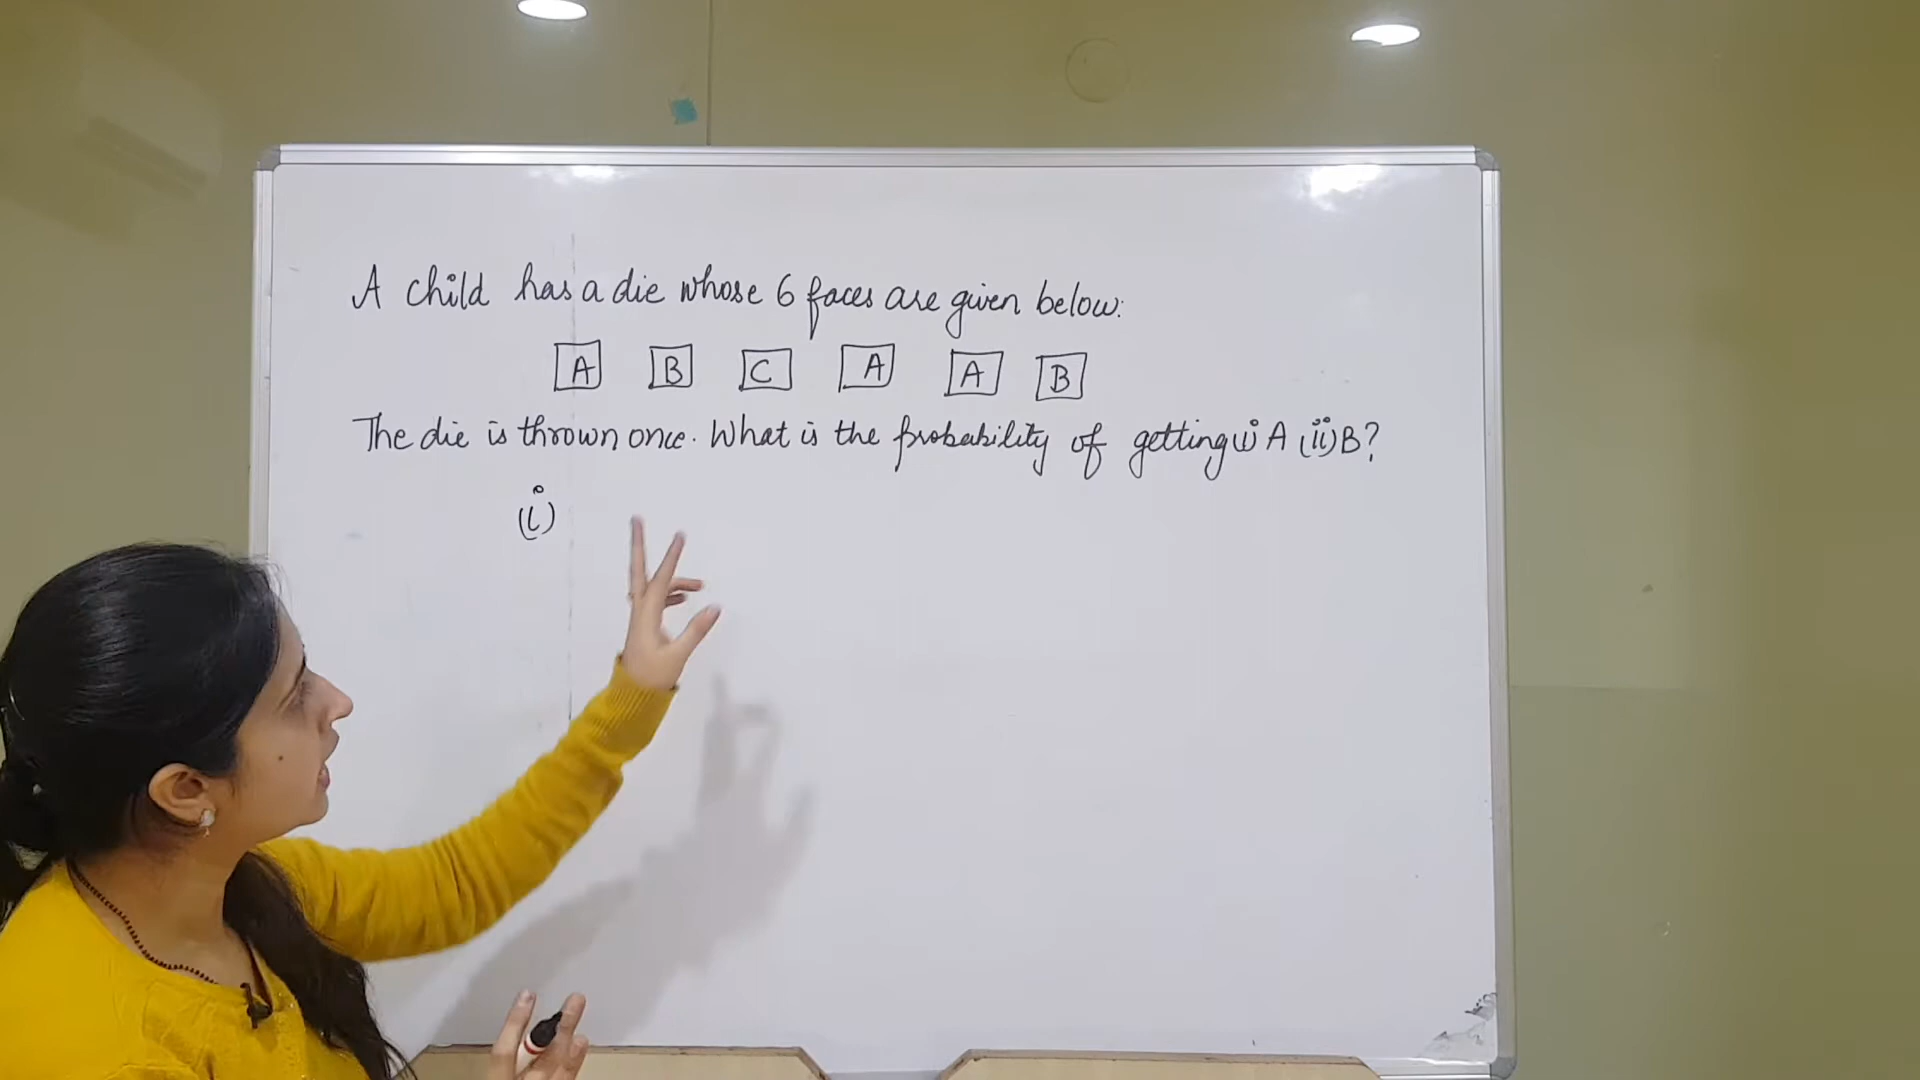 A child has a die whose 6 faces are given below:
A B C A A B
The die is thrown once. What is the probability of getting (i) A (ii) B?
(i)